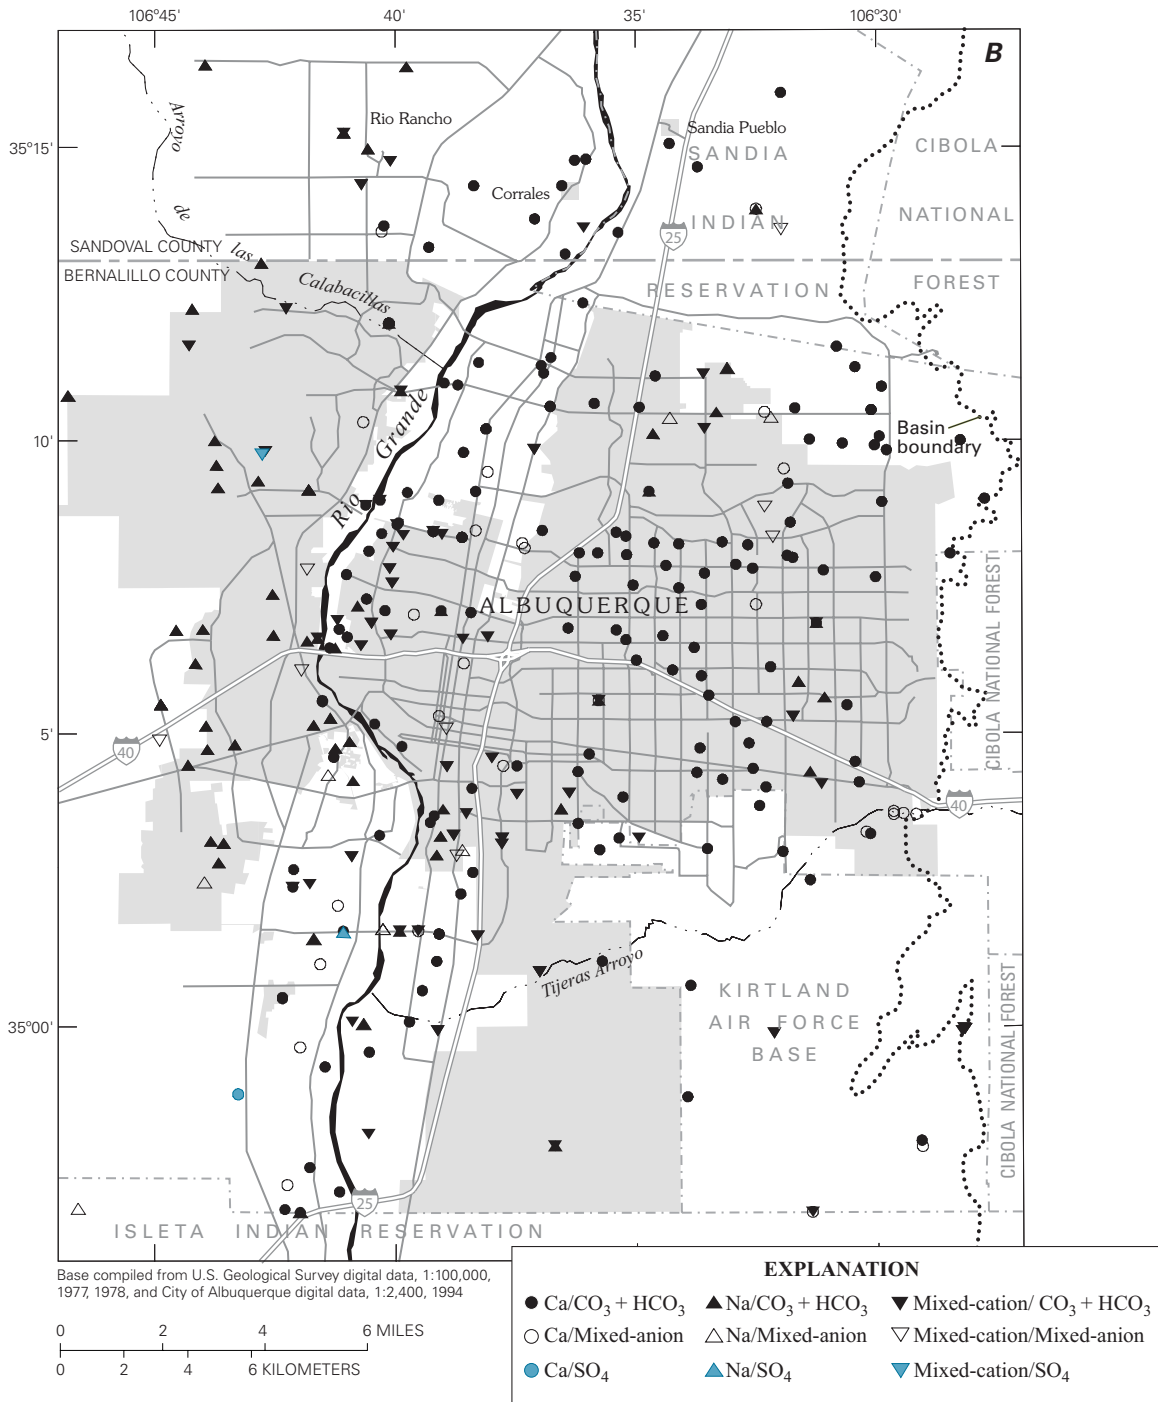 106°45'
40'
35'
106°30'
B
Arroyo
de
las
Calabacillas
Rio Rancho
Corrales
Sandia Pueblo
SANDIA
INDIAN
RESERVATION
25
CIBOLA
NATIONAL
FOREST
35°15'
SANDOVAL COUNTY
BERNALILLO COUNTY
Rio Grande
10'
Basin
boundary
ALBUQUERQUE
CIBOLA NATIONAL FOREST
5'
40
40
Tijeras Arroyo
KIRTLAND
AIR FORCE
BASE
35°00'
CIBOLA NATIONAL FOREST
25
ISLETA INDIAN RESERVATION
Base compiled from U.S. Geological Survey digital data, 1:100,000,
1977, 1978, and City of Albuquerque digital data, 1:2,400, 1994
0 2 4 6 MILES
0 2 4 6 KILOMETERS
EXPLANATION
Ca/CO3 + HCO3 Na/CO3 + HCO3 Mixed-cation/ CO3 + HCO3
Ca/Mixed-anion Na/Mixed-anion Mixed-cation/Mixed-anion
Ca/SO4 Na/SO4 Mixed-cation/SO4